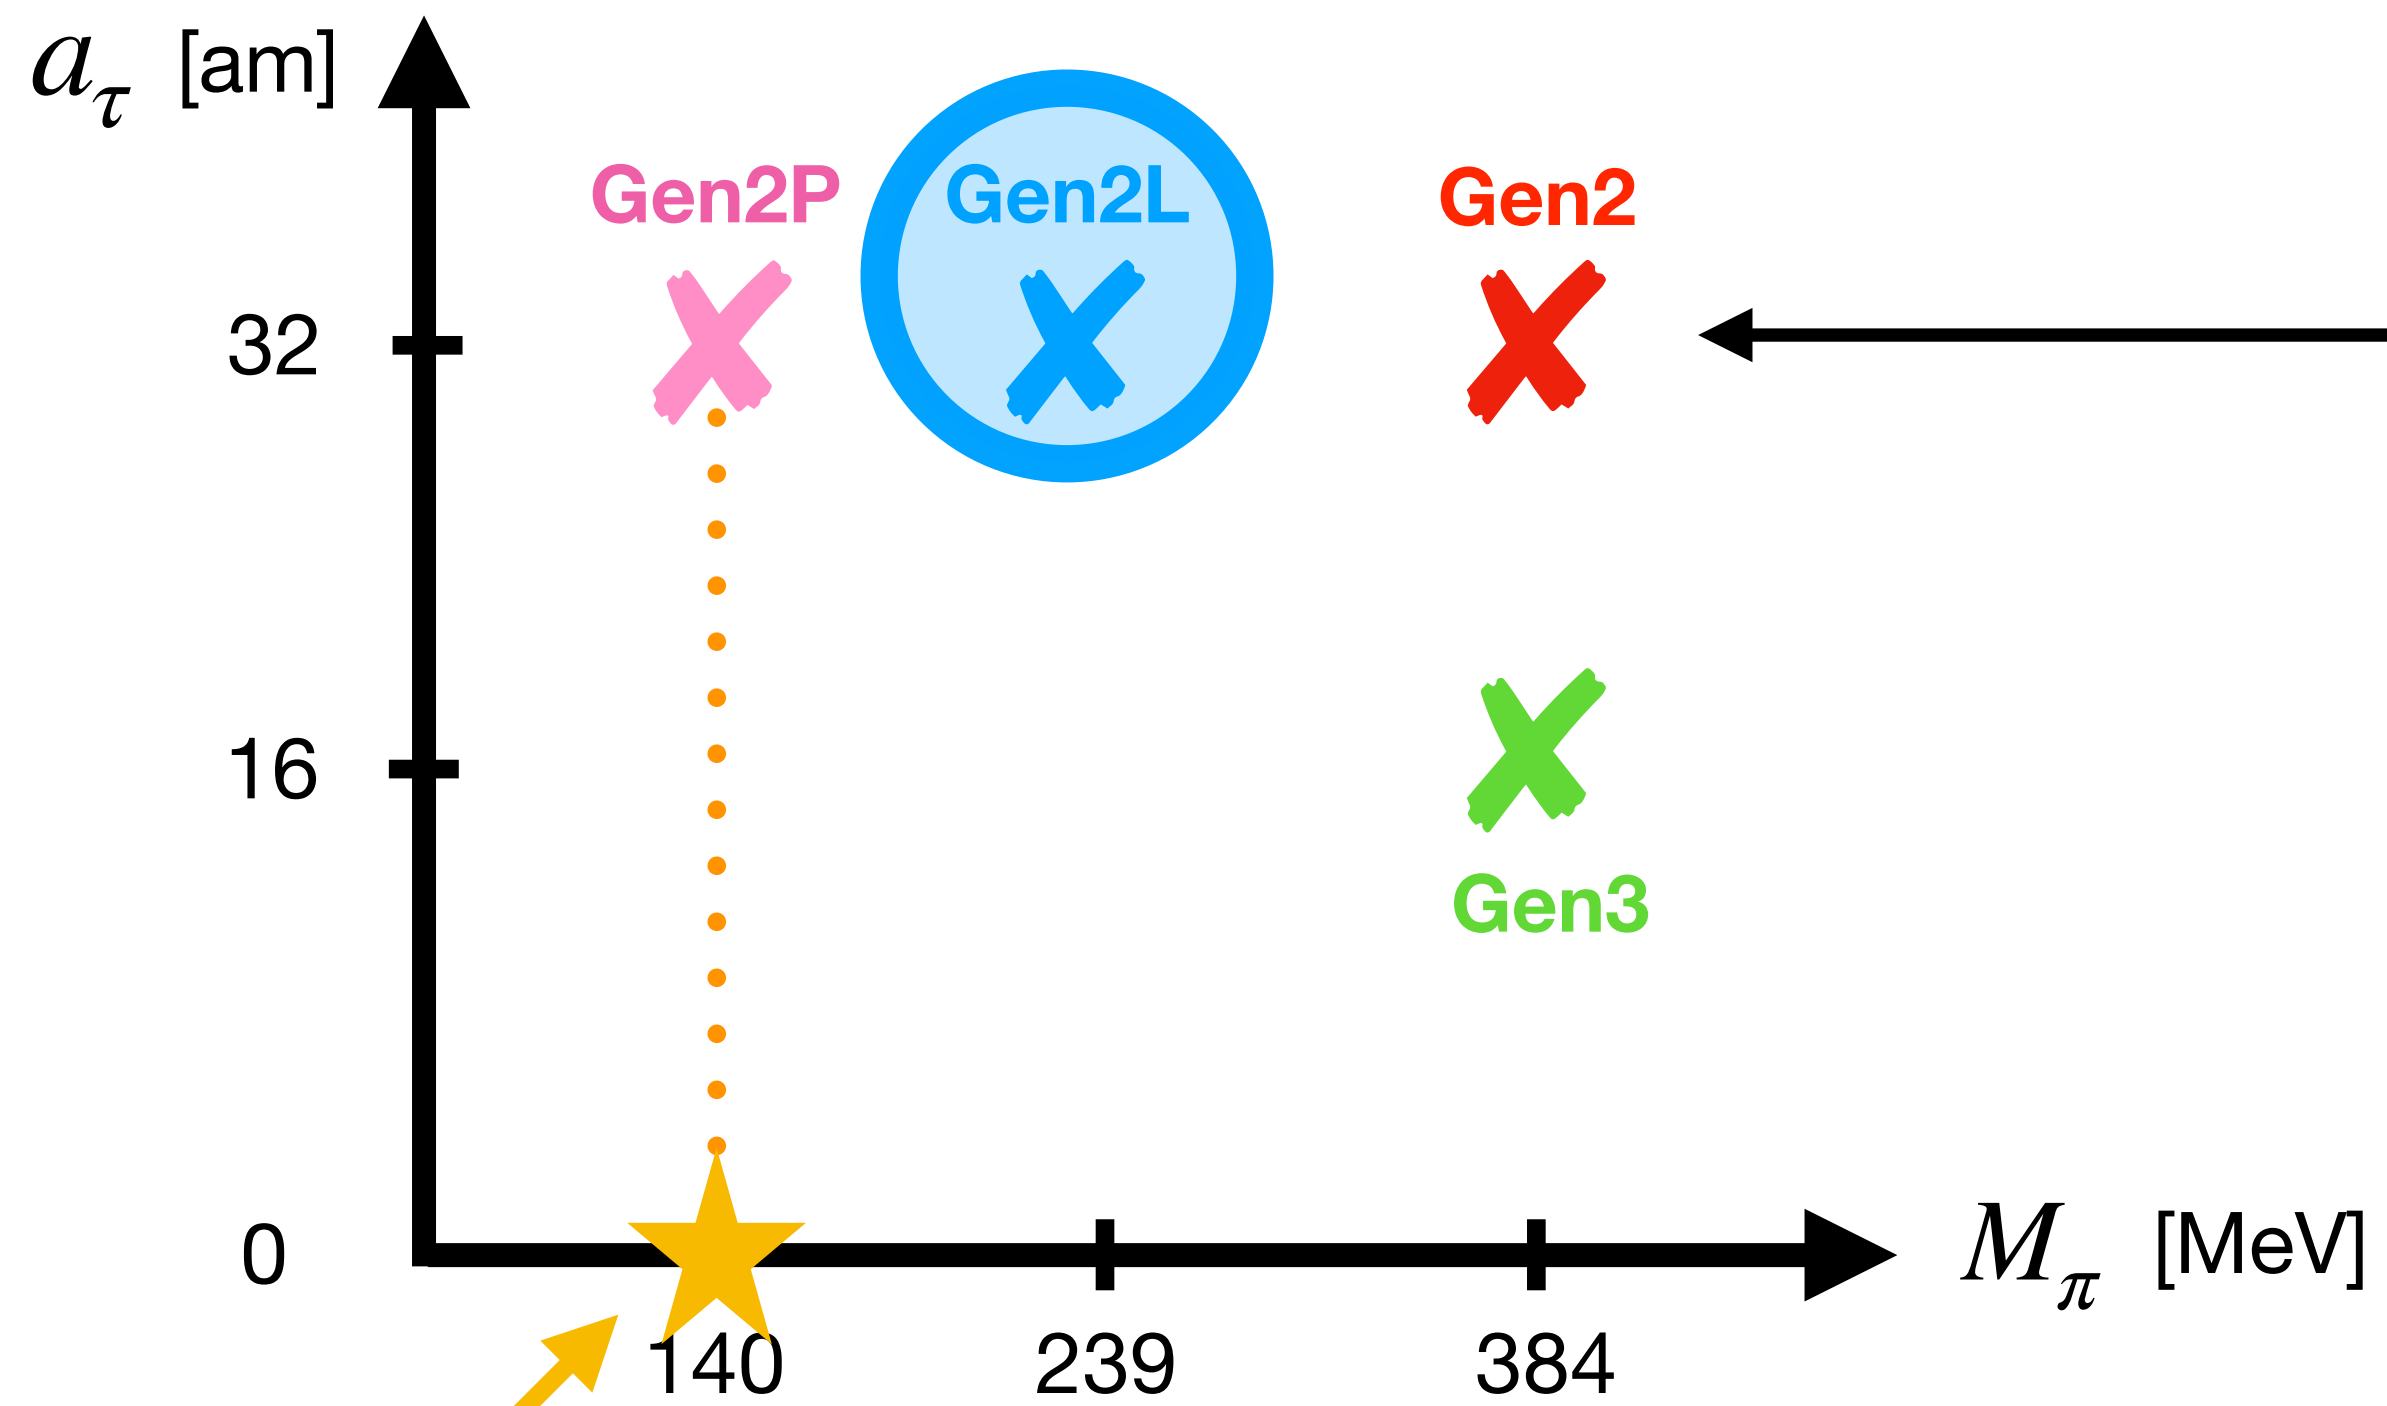 a_τ [am]
Gen2P Gen2L Gen2
32
16
Gen3
0
M_π [MeV]
140 239 384